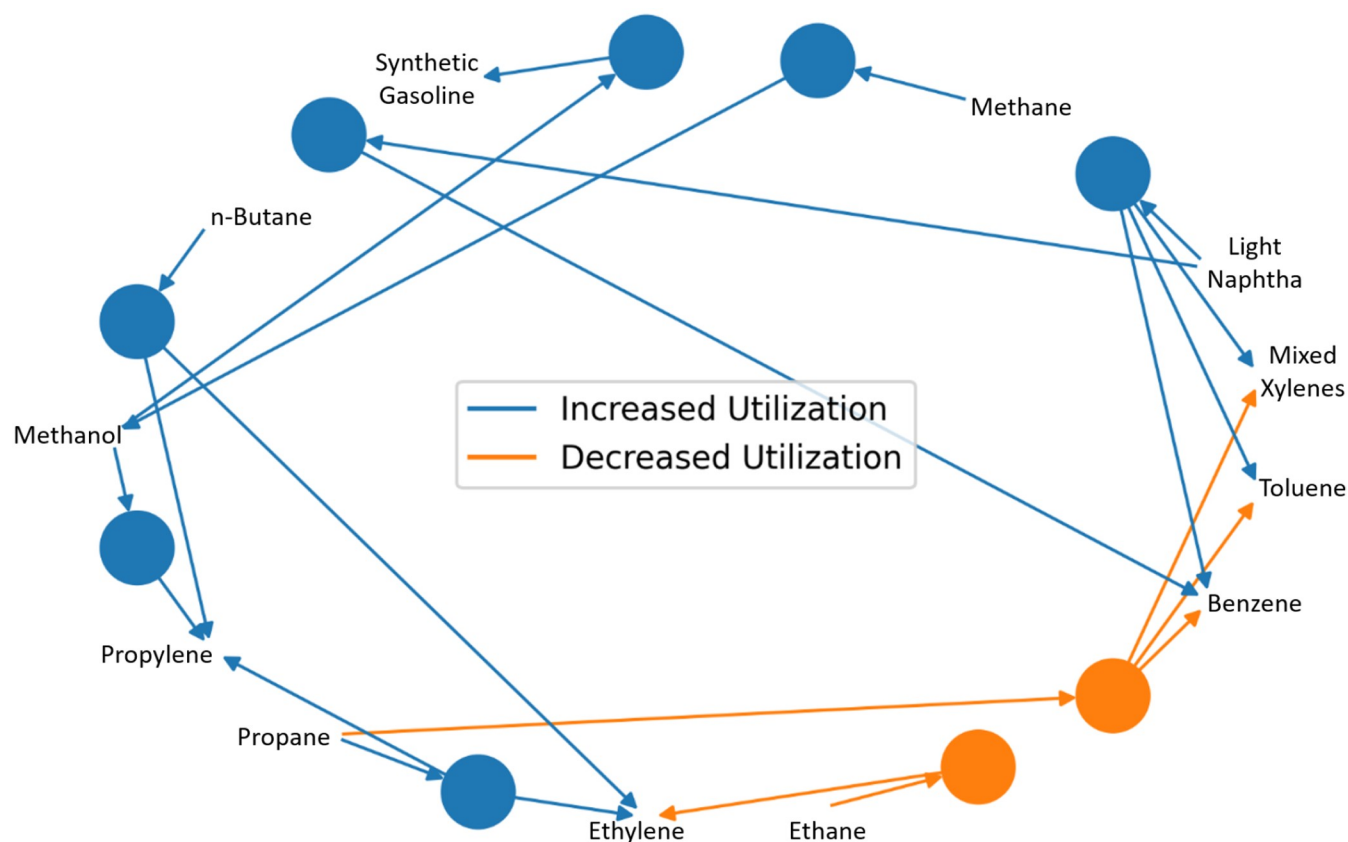 Synthetic
Gasoline
Methane
n-Butane
Light
Naphtha
Mixed
Xylenes
Increased Utilization
Methanol
Decreased Utilization
Toluene
Benzene
Propylene
Propane
Ethylene
Ethane